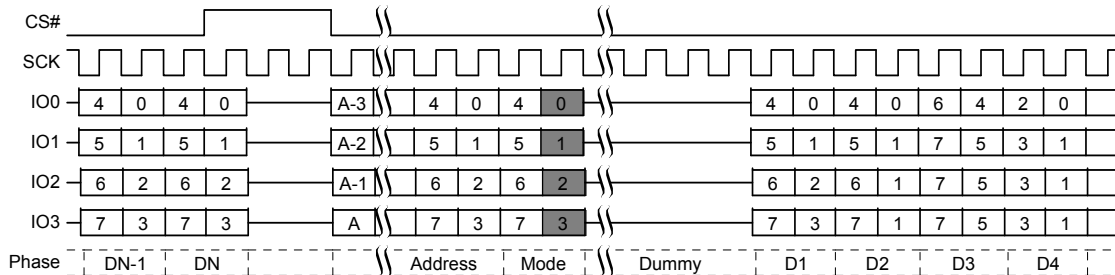 CS#
SCK
IO0 4 0 4 0 A-3 4 0 4 0 4 0 4 0 6 4 2 0
IO1 5 1 5 1 A-2 5 1 5 1 5 1 5 1 7 5 3 1
IO2 6 2 6 2 A-1 6 2 6 2 6 2 6 1 7 5 3 1
IO3 7 3 7 3 A 7 3 7 3 7 3 7 1 7 5 3 1
Phase DN-1 DN Address Mode Dummy D1 D2 D3 D4